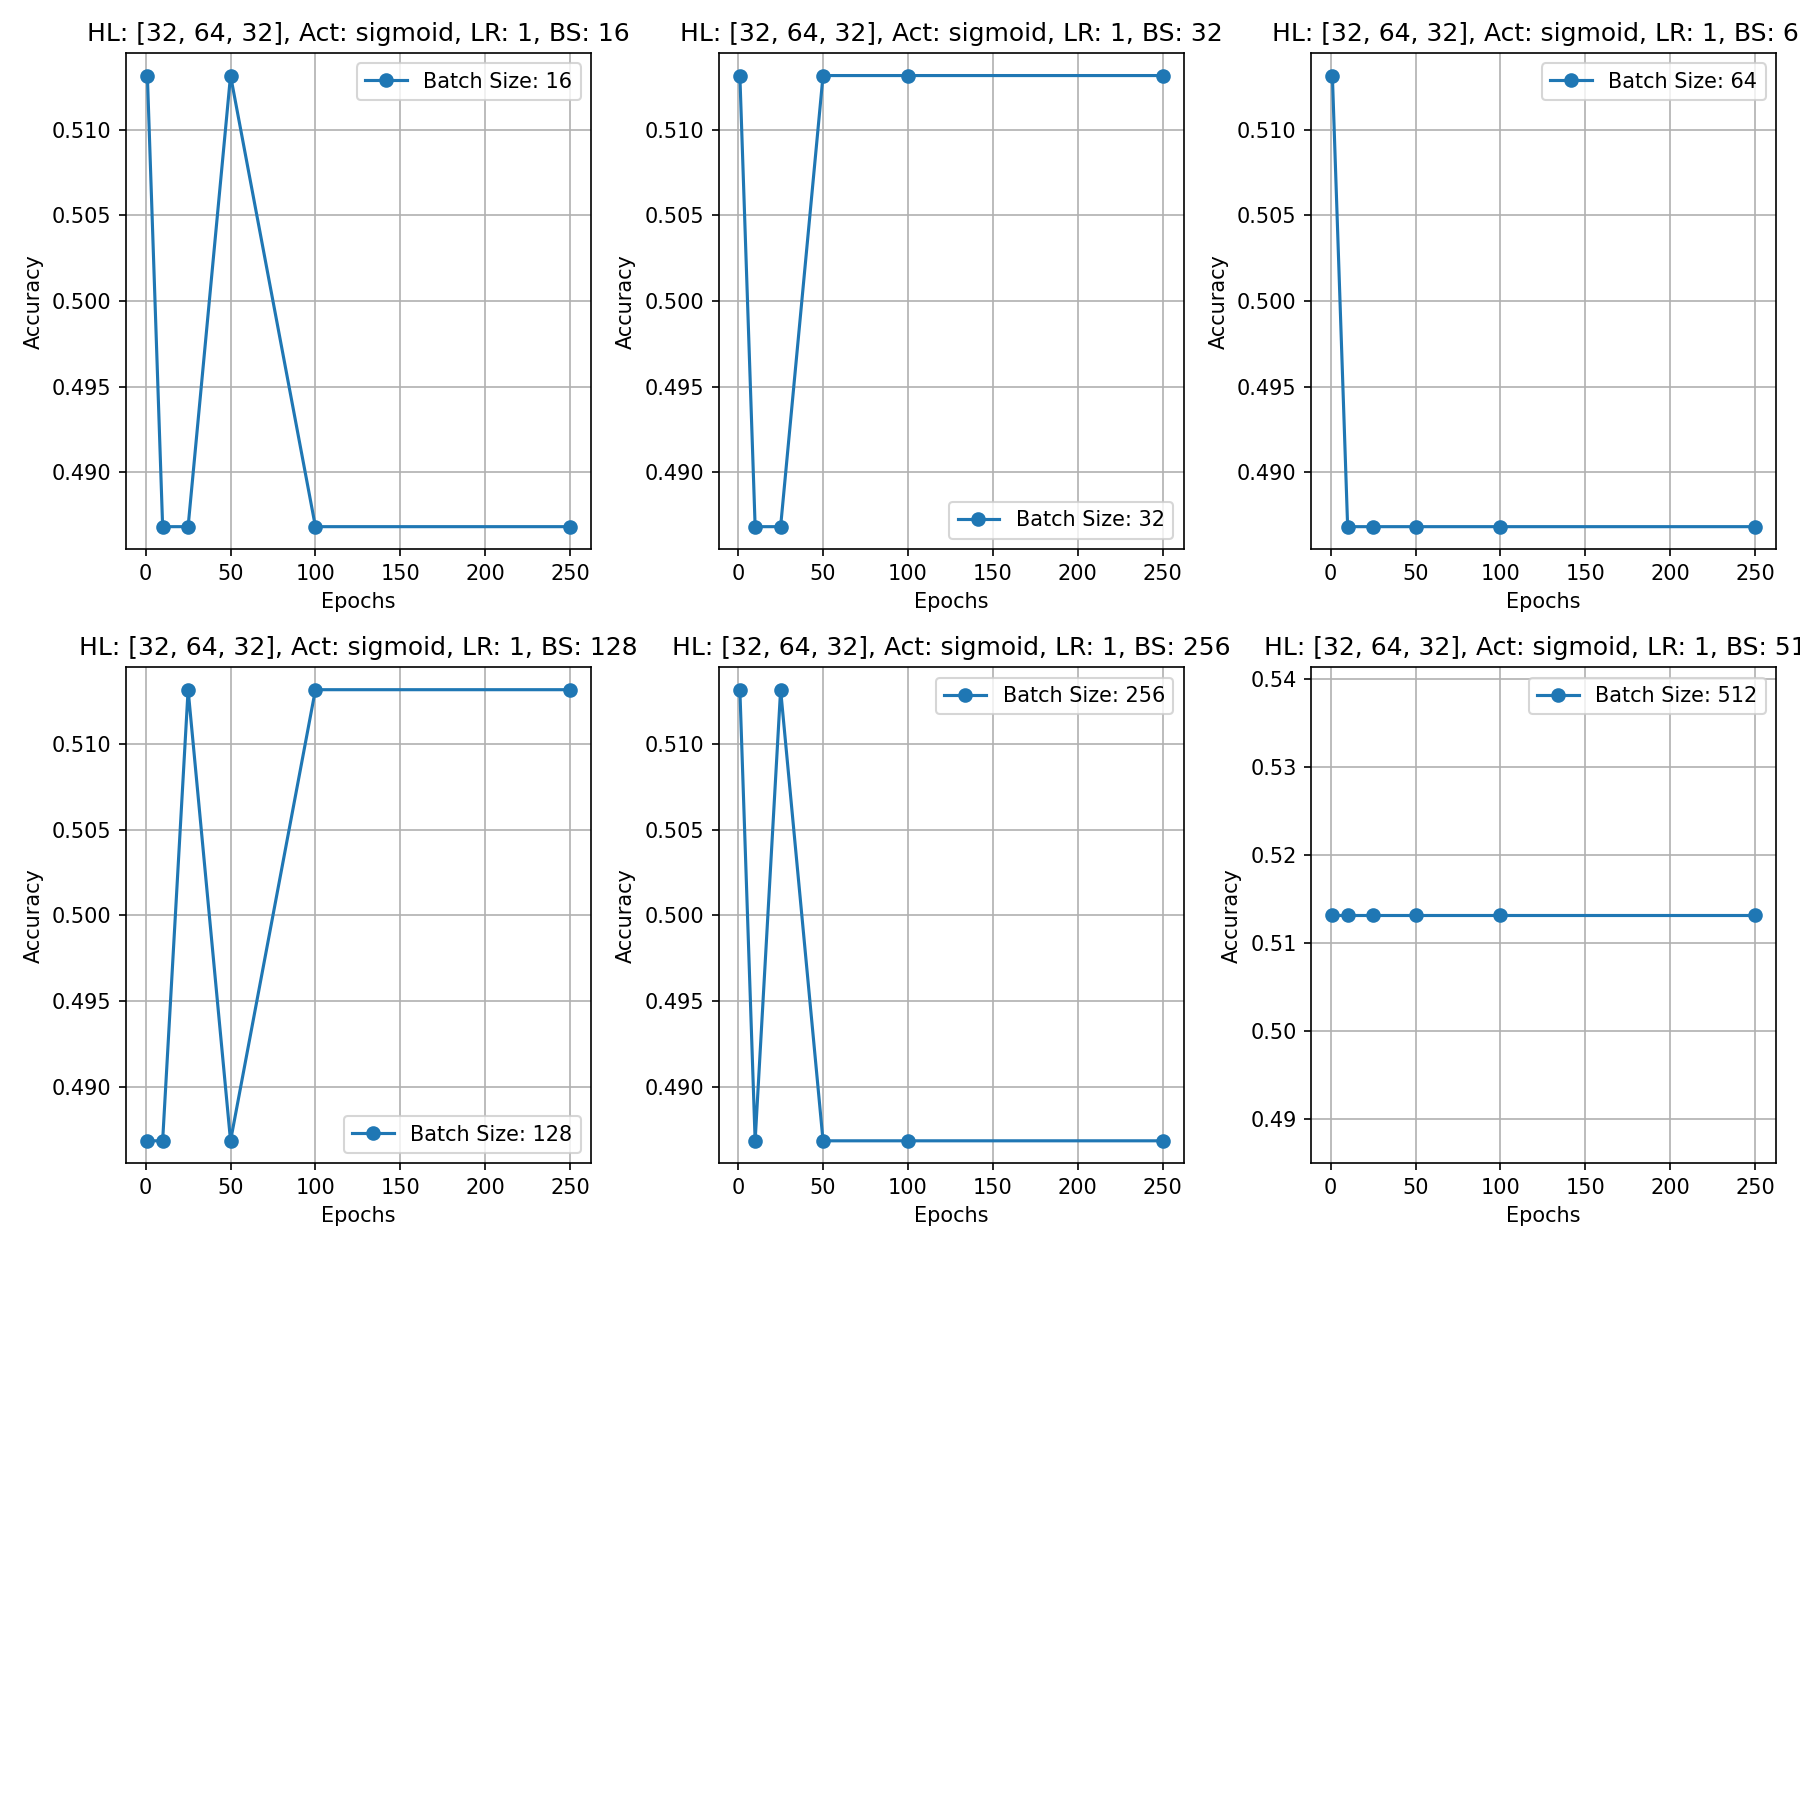 HL: [32, 64, 32], Act: sigmoid, LR: 1, BS: 16
Batch Size: 16
0.510
0.505
0.500
0.495
0.490
Accuracy
0 50 100 150 200 250
Epochs
HL: [32, 64, 32], Act: sigmoid, LR: 1, BS: 32
0.510
0.505
0.500
0.495
0.490
Accuracy
Batch Size: 32
0 50 100 150 200 250
Epochs
HL: [32, 64, 32], Act: sigmoid, LR: 1, BS: 6
Batch Size: 64
0.510
0.505
0.500
0.495
0.490
Accuracy
0 50 100 150 200 250
Epochs
HL: [32, 64, 32], Act: sigmoid, LR: 1, BS: 128
0.510
0.505
0.500
0.495
0.490
Accuracy
Batch Size: 128
0 50 100 150 200 250
Epochs
HL: [32, 64, 32], Act: sigmoid, LR: 1, BS: 256
Batch Size: 256
0.510
0.505
0.500
0.495
0.490
Accuracy
0 50 100 150 200 250
Epochs
HL: [32, 64, 32], Act: sigmoid, LR: 1, BS: 51
Batch Size: 512
0.54
0.53
0.52
0.51
0.50
0.49
Accuracy
0 50 100 150 200 250
Epochs